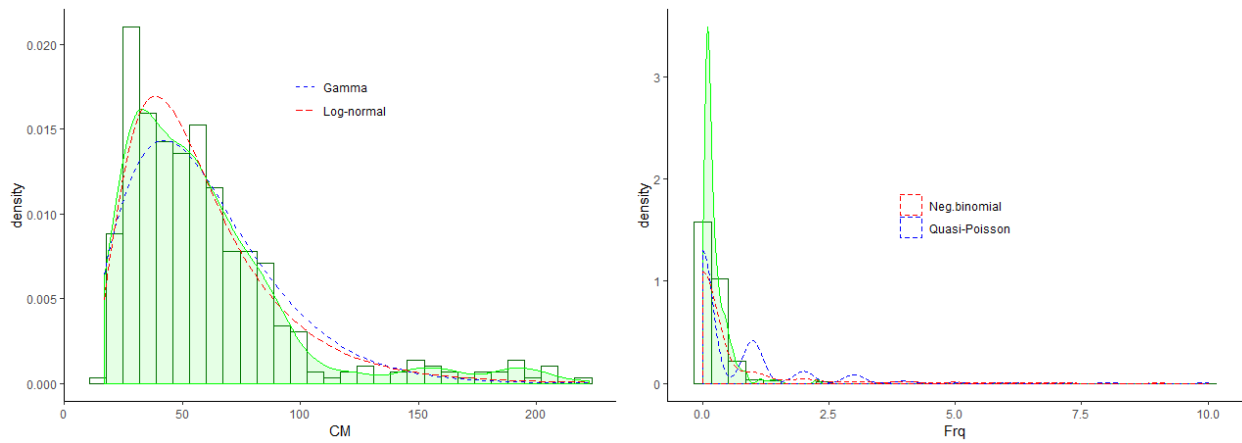 0.020
0.015
0.010
0.005
0.000
density
0
50
100
150
200
CM
Gamma
Log-normal
3
2
1
0
density
0.0
2.5
5.0
7.5
10.0
Frq
Neg.binomial
Quasi-Poisson